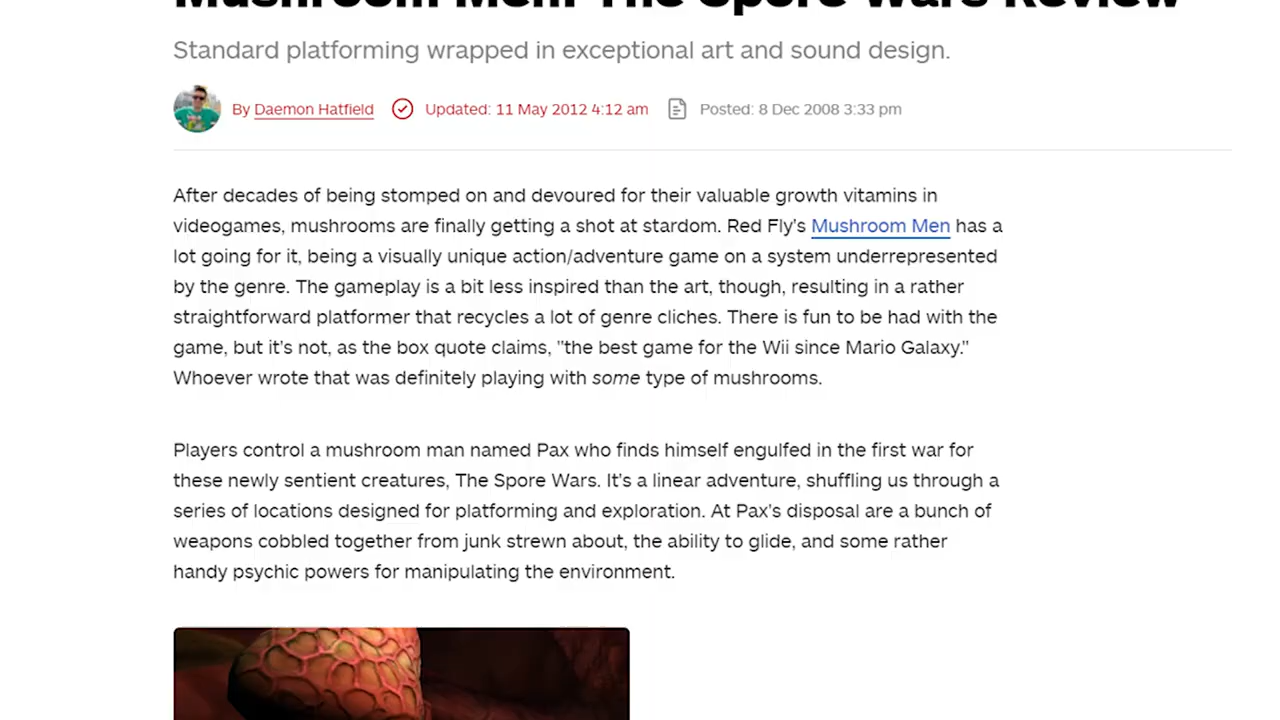 Mushroom Men: The Spore Wars Review
Standard platforming wrapped in exceptional art and sound design.
By Daemon Hatfield Updated: 11 May 2012 4:12 am Posted: 8 Dec 2008 3:33 pm
After decades of being stomped on and devoured for their valuable growth vitamins in
videogames, mushrooms are finally getting a shot at stardom. Red Fly's Mushroom Men has a
lot going for it, being a visually unique action/adventure game on a system underrepresented
by the genre. The gameplay is a bit less inspired than the art, though, resulting in a rather
straightforward platformer that recycles a lot of genre cliches. There is fun to be had with the
game, but it's not, as the box quote claims, "the best game for the Wii since Mario Galaxy."
Whoever wrote that was definitely playing with some type of mushrooms.
Players control a mushroom man named Pax who finds himself engulfed in the first war for
these newly sentient creatures, The Spore Wars. It's a linear adventure, shuffling us through a
series of locations designed for platforming and exploration. At Pax's disposal are a bunch of
weapons cobbled together from junk strewn about, the ability to glide, and some rather
handy psychic powers for manipulating the environment.